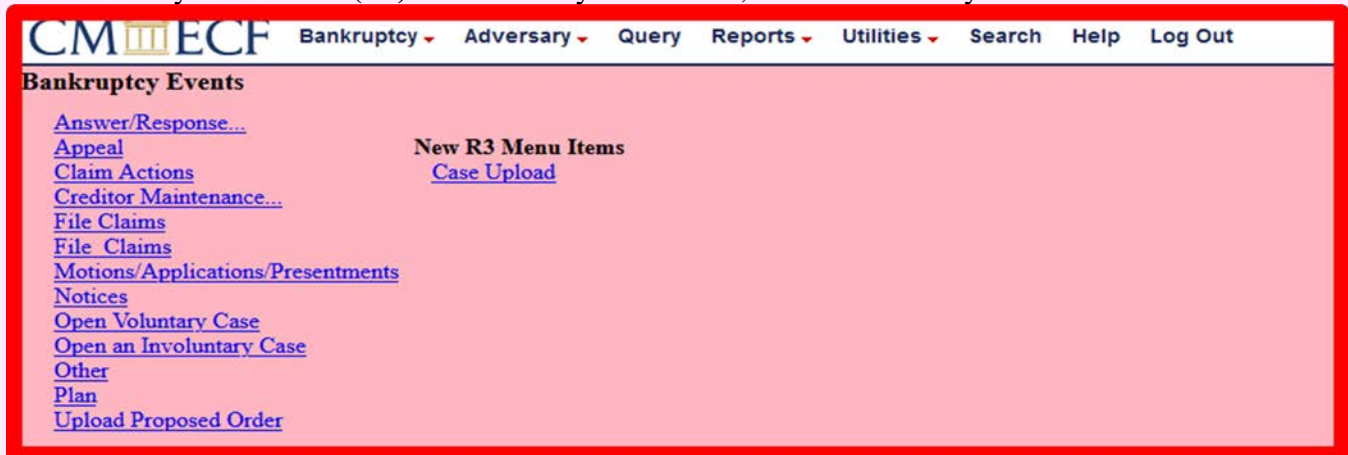 CM ECF Bankruptcy Adversary Query Reports Utilities Search Help Log Out
Bankruptcy Events
Answer/Response...
Appeal
New R3 Menu Items
Claim Actions
Case Upload
Creditor Maintenance...
File Claims
File Claims
Motions/Applications/Presentments
Notices
Open Voluntary Case
Open an Involuntary Case
Other
Plan
Upload Proposed Order